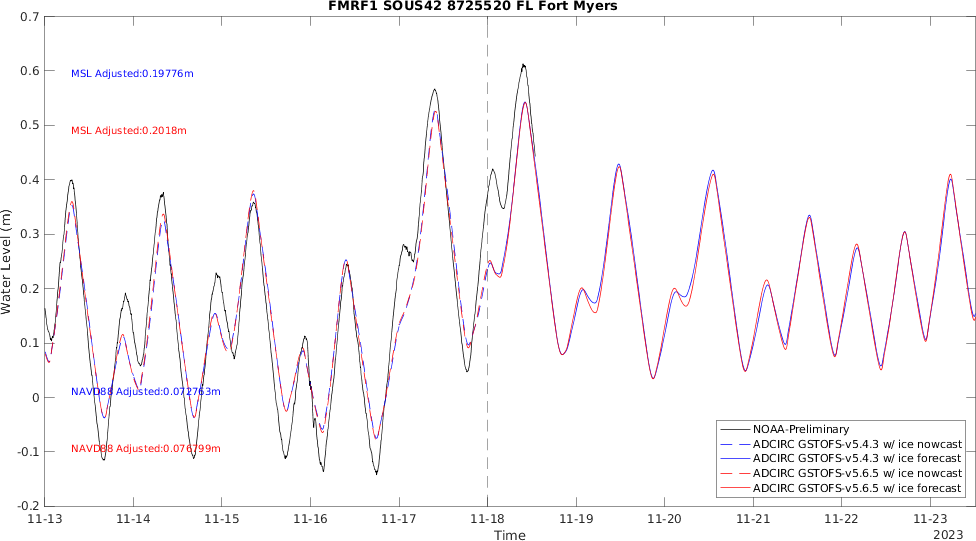 FMRF1 SOUS42 8725520 FL Fort Myers
0.7
0.6
0.5
0.4
0.3
0.2
0.1
0
-0.1
-0.2
Water Level (m)
MSL Adjusted:0.19776m
MSL Adjusted:0.2018m
NAVD88 Adjusted:0.072763m
NAVD88 Adjusted:0.076799m
NOAA-Preliminary
ADCIRC GSTOFS-v5.4.3 w/ ice nowcast
ADCIRC GSTOFS-v5.4.3 w/ ice forecast
ADCIRC GSTOFS-v5.6.5 w/ ice nowcast
ADCIRC GSTOFS-v5.6.5 w/ ice forecast
11-13 11-14 11-15 11-16 11-17 11-18 11-19 11-20 11-21 11-22 11-23
Time
2023